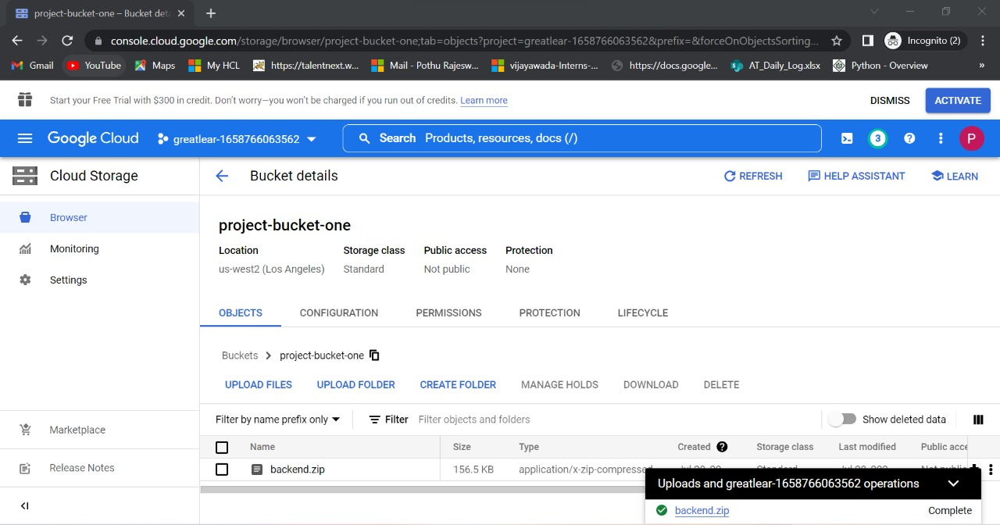 project-bucket-one – Bucket deta
console.cloud.google.com/storage/browser/project-bucket-one;tab=objects?project=greatlear-1658766063562&prefix=&forceOnObjectsSorting...
Incognito (2)
Gmail YouTube Maps My HCL https://talentnext.w... Mail - Pothu Rajesw... vijayawada-Interns-... https://docs.google... AT_Daily_Log.xlsx Python - Overview »
Start your Free Trial with $300 in credit. Don't worry—you won't be charged if you run out of credits. Learn more
DISMISS ACTIVATE
Google Cloud greatlear-1658766063562 Search Products, resources, docs (/) 3 P
Cloud Storage
Bucket details REFRESH HELP ASSISTANT LEARN
Browser
Monitoring
Settings
Marketplace
Release Notes
project-bucket-one
Location Storage class Public access Protection
us-west2 (Los Angeles) Standard Not public None
OBJECTS CONFIGURATION PERMISSIONS PROTECTION LIFECYCLE
Buckets > project-bucket-one
UPLOAD FILES UPLOAD FOLDER CREATE FOLDER MANAGE HOLDS DOWNLOAD DELETE
Filter by name prefix only Filter Filter objects and folders Show deleted data
Name Size Type Created Storage class Last modified Public acce
backend.zip 156.5 KB application/x-zip-compressed
Uploads and greatlear-1658766063562 operations
backend.zip Complete